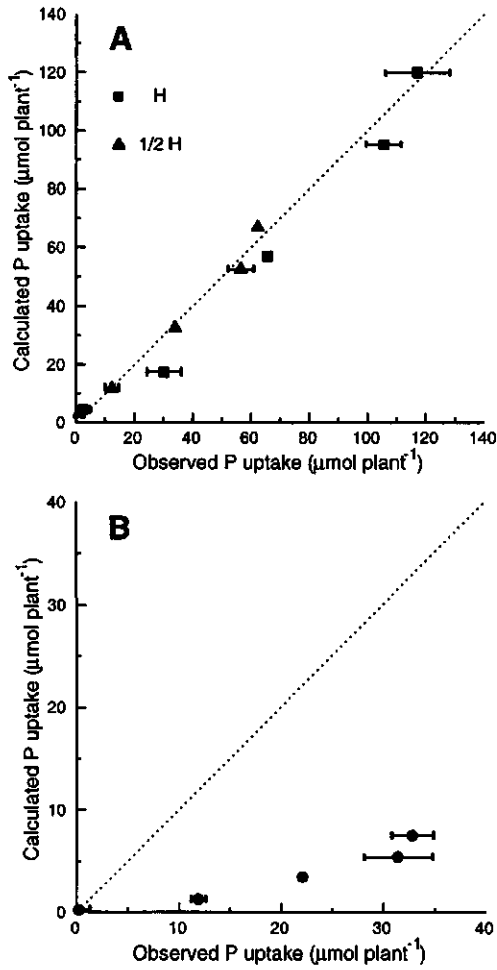 A
■ H
▲ 1/2 H
140
120
100
80
60
40
20
0
0 20 40 60 80 100 120 140
Calculated P uptake (µmol plant⁻¹)
Observed P uptake (µmol plant⁻¹)
B
40
30
20
10
0
0 10 20 30 40
Calculated P uptake (µmol plant⁻¹)
Observed P uptake (µmol plant⁻¹)